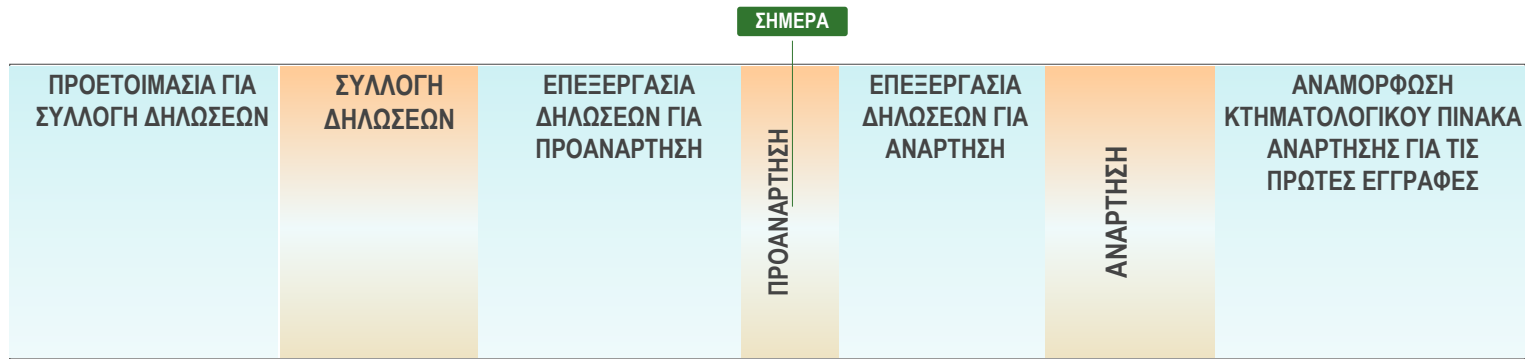 ΣΗΜΕΡΑ
ΠΡΟΕΤΟΙΜΑΣΙΑ ΓΙΑ
ΣΥΛΛΟΓΗ ΔΗΛΩΣΕΩΝ
ΣΥΛΛΟΓΗ
ΔΗΛΩΣΕΩΝ
ΕΠΕΞΕΡΓΑΣΙΑ
ΔΗΛΩΣΕΩΝ ΓΙΑ
ΠΡΟΑΝΑΡΤΗΣΗ
ΠΡΟΑΝΑΡΤΗΣΗ
ΕΠΕΞΕΡΓΑΣΙΑ
ΔΗΛΩΣΕΩΝ ΓΙΑ
ΑΝΑΡΤΗΣΗ
ΑΝΑΡΤΗΣΗ
ΑΝΑΜΟΡΦΩΣΗ
ΚΤΗΜΑΤΟΛΟΓΙΚΟΥ ΠΙΝΑΚΑ
ΑΝΑΡΤΗΣΗΣ ΓΙΑ ΤΙΣ
ΠΡΩΤΕΣ ΕΓΓΡΑΦΕΣ